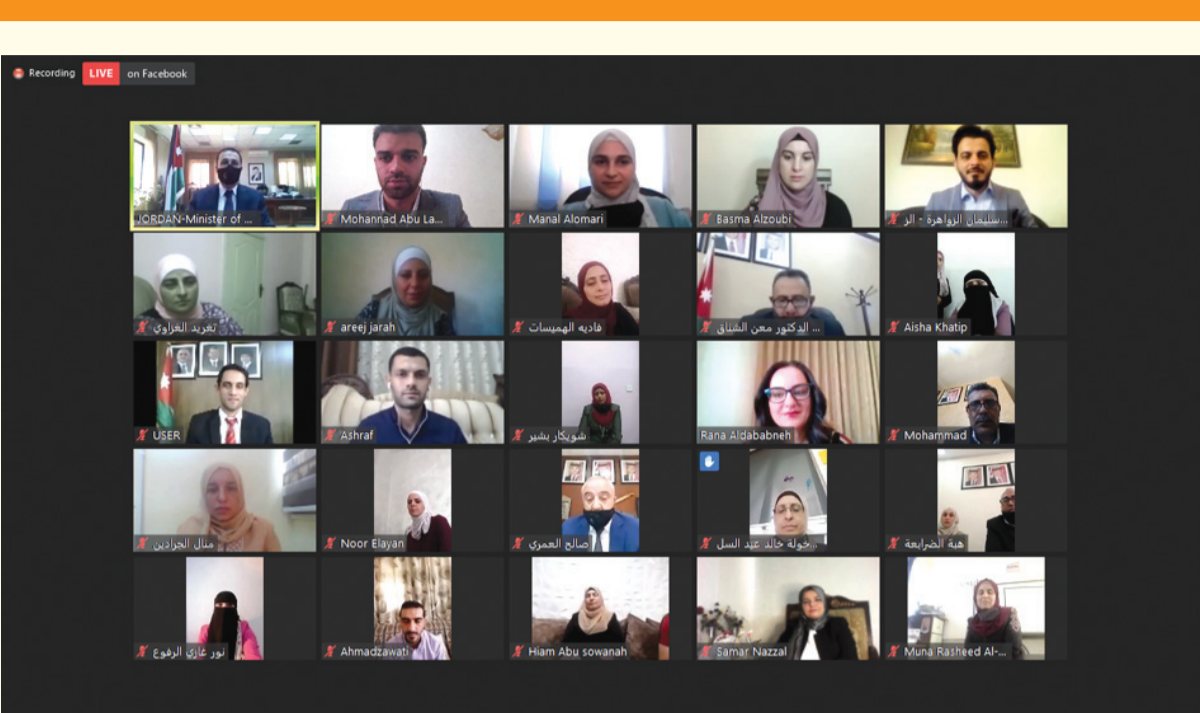 Recording LIVE on Facebook
JORDAN-Minister of ...
Mohannad Abu La...
Manal Alomari
Basma Alzoubi
سليمان الزواهرة - الر...
تغريد الغزاوي
areej jarah
فاديه الهميسات
الدكتور معن الشناق ...
Aisha Khatip
USER
Ashraf
شويكار بشير
Rana Aldababneh
Mohammad
منال الجرادين
Noor Elayan
صالح العمري
خولة خالد عبد السل...
هبة الضرابعة
نور غازي الرفوع
Ahmadzawati
Hiam Abu sowanah
Samar Nazzal
Muna Rasheed Al-...